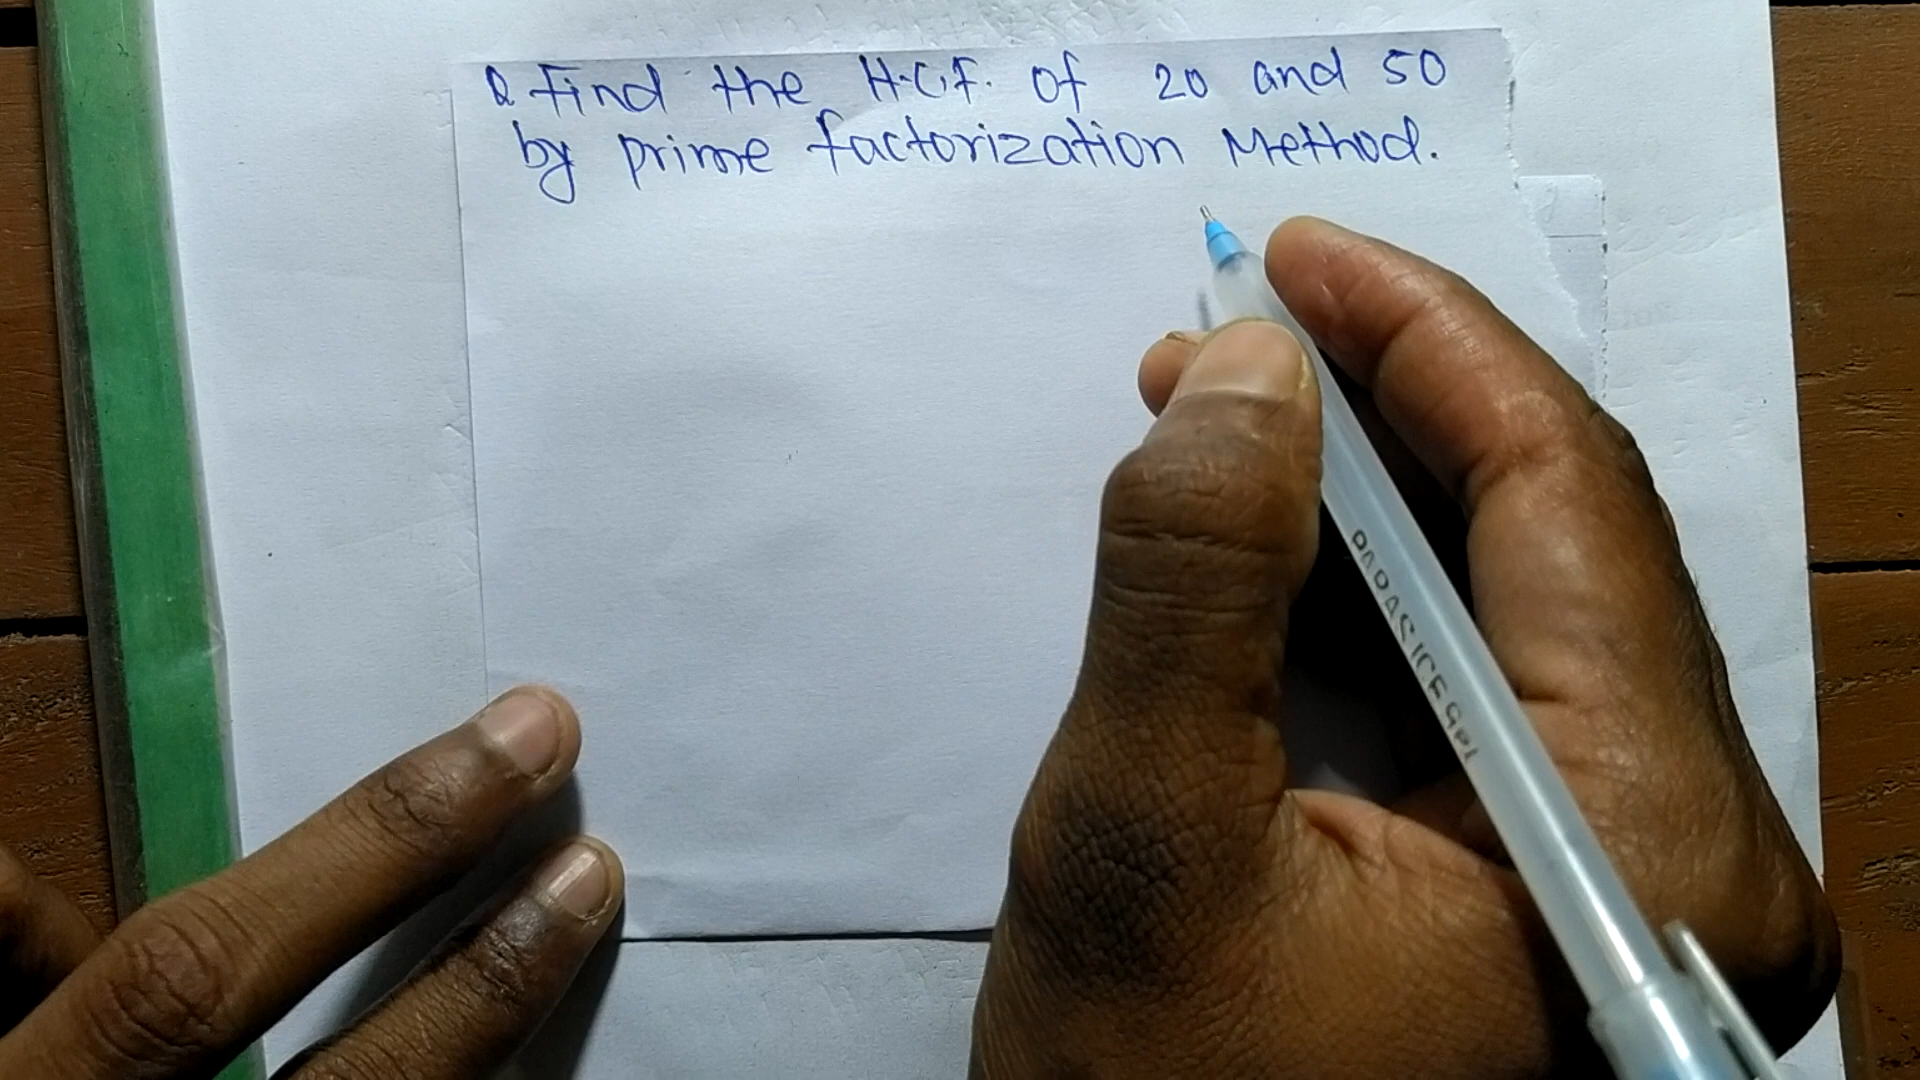 Q Find the H.C.F. of 20 and 50
by prime factorization Method.